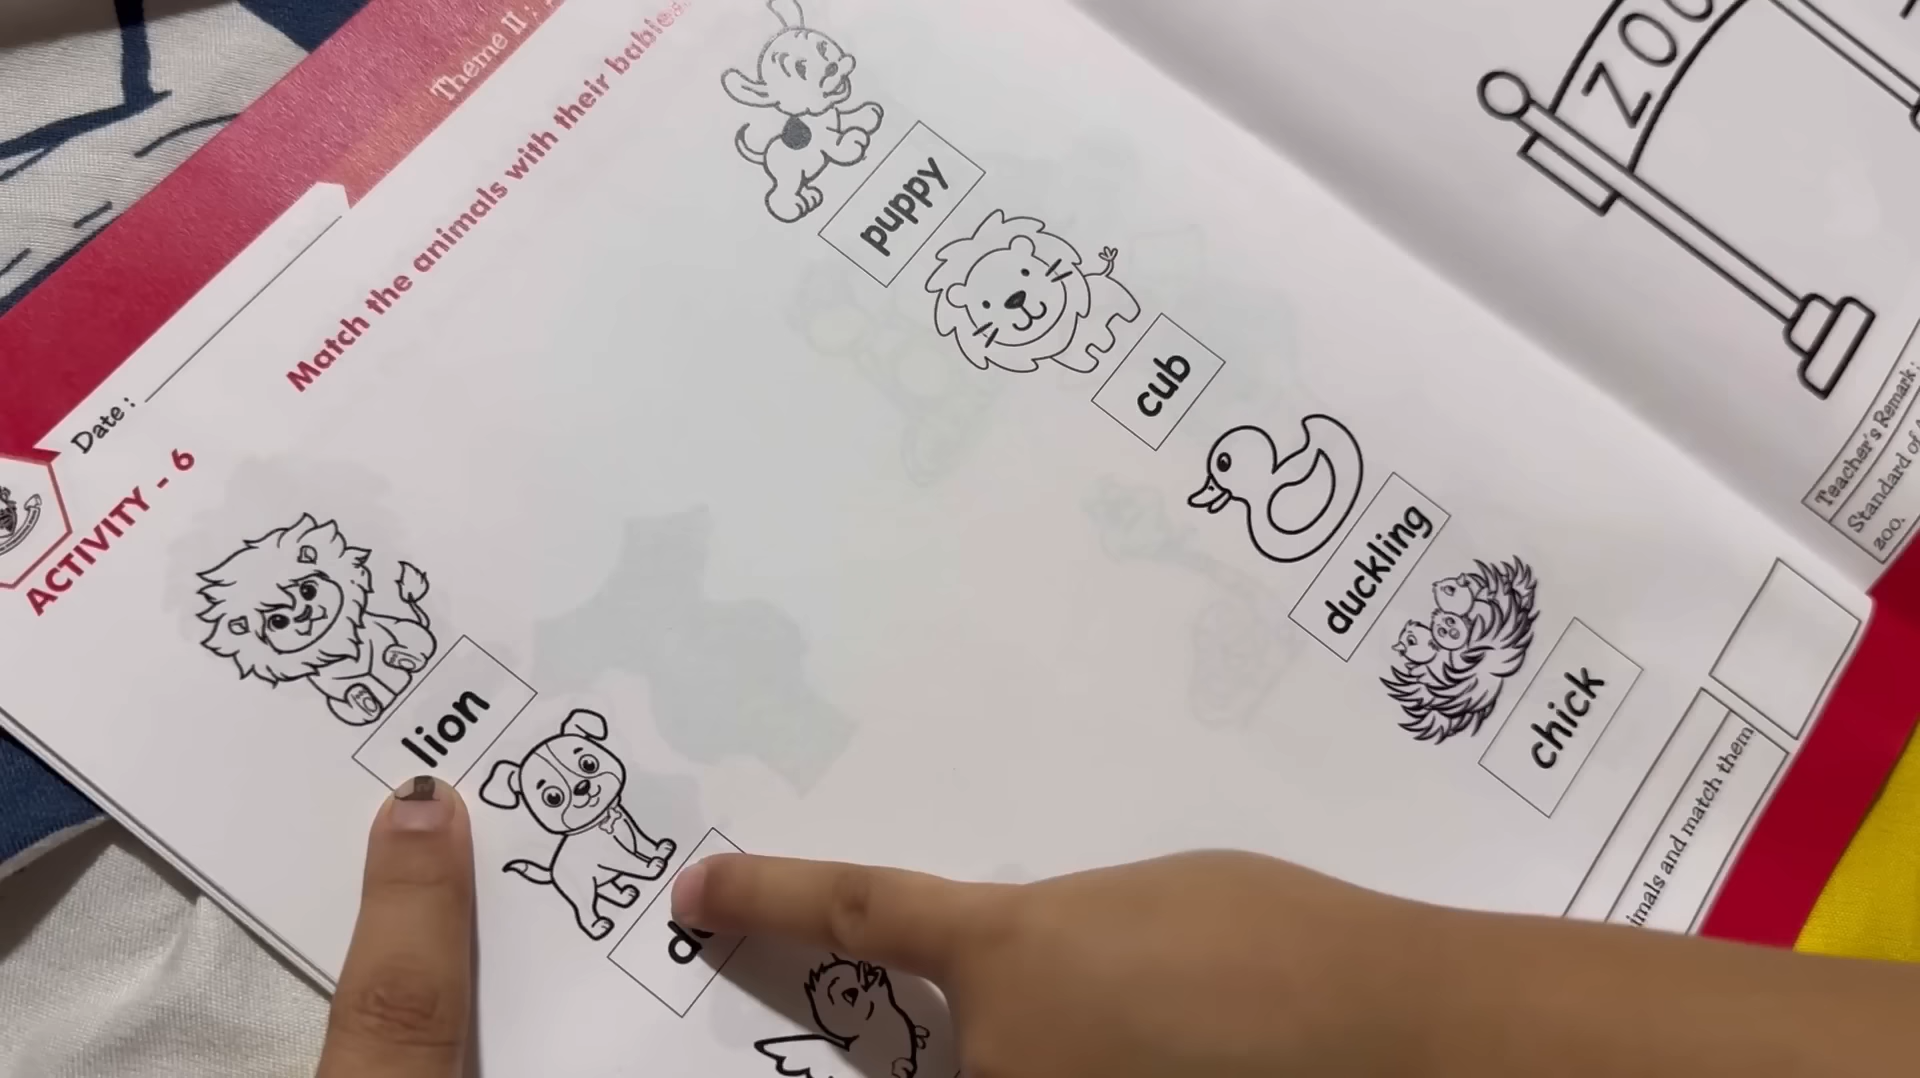 Theme II :
Date :
ACTIVITY - 6
Match the animals with their babies.
lion
puppy
cub
duckling
chick
ZOO
Teacher's Remark :
Standard of
zoo.
and match them